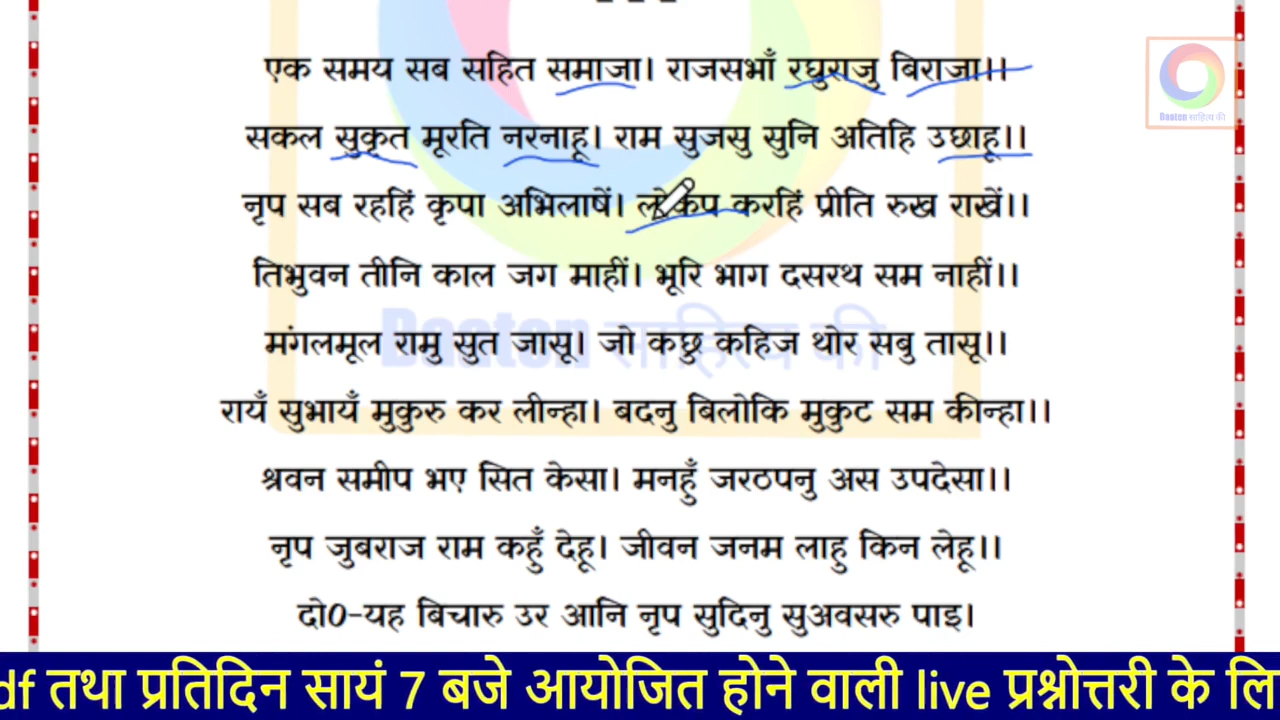 एक समय सब सहित समाजा। राजसभाँ रघुराजु बिराजा।।
सकल सुकृत मूरति नरनाहू। राम सुजसु सुनि अतिहि उछाहू।।
नृप सब रहहिं कृपा अभिलाषें। लोकप करहिं प्रीति रुख राखें।।
तिभुवन तीनि काल जग माहीं। भूरि भाग दसरथ सम नाहीं।।
मंगलमूल रामु सुत जासू। जो कछु कहिज थोर सबु तासू।।
रायँ सुभायँ मुकुरु कर लीन्हा। बदनु बिलोकि मुकुट सम कीन्हा।।
श्रवन समीप भए सित केसा। मनहुँ जरठपनु अस उपदेसा।।
नृप जुबराज राम कहुँ देहू। जीवन जनम लाहु किन लेहू।।
दो0-यह बिचारु उर आनि नृप सुदिनु सुअवसरु पाइ।
df तथा प्रतिदिन सायं 7 बजे आयोजित होने वाली live प्रश्नोत्तरी के लि
Daaten साहित्य की
Daaten साहित्य की